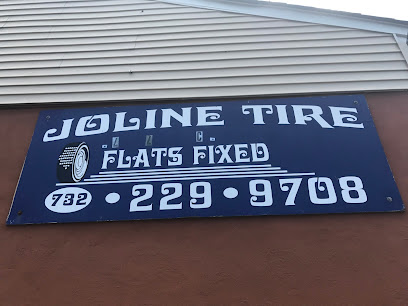 JOLINE TIRE
FLATS FIXED
732 • 229 • 9708